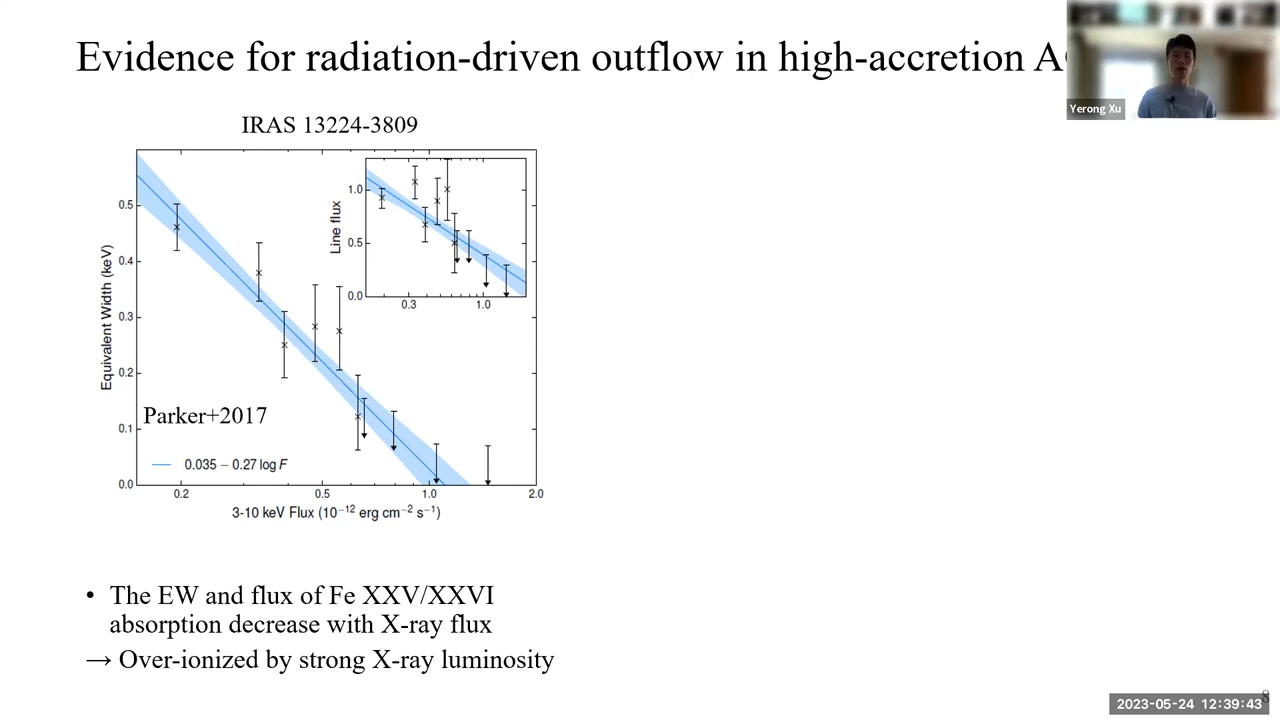 Evidence for radiation-driven outflow in high-accretion
Yerong Xu
IRAS 13224-3809
Equivalent Width (keV)
0.5
0.4
0.3
0.2
0.1
0.0
0.2
0.5
1.0
2.0
3-10 keV Flux (10⁻¹² erg cm⁻² s⁻¹)
Line flux
1.0
0.5
0.0
0.3
1.0
Parker+2017
0.035 − 0.27 log F
• The EW and flux of Fe XXV/XXVI
absorption decrease with X-ray flux
→ Over-ionized by strong X-ray luminosity
8
2023-05-24 12:39:43